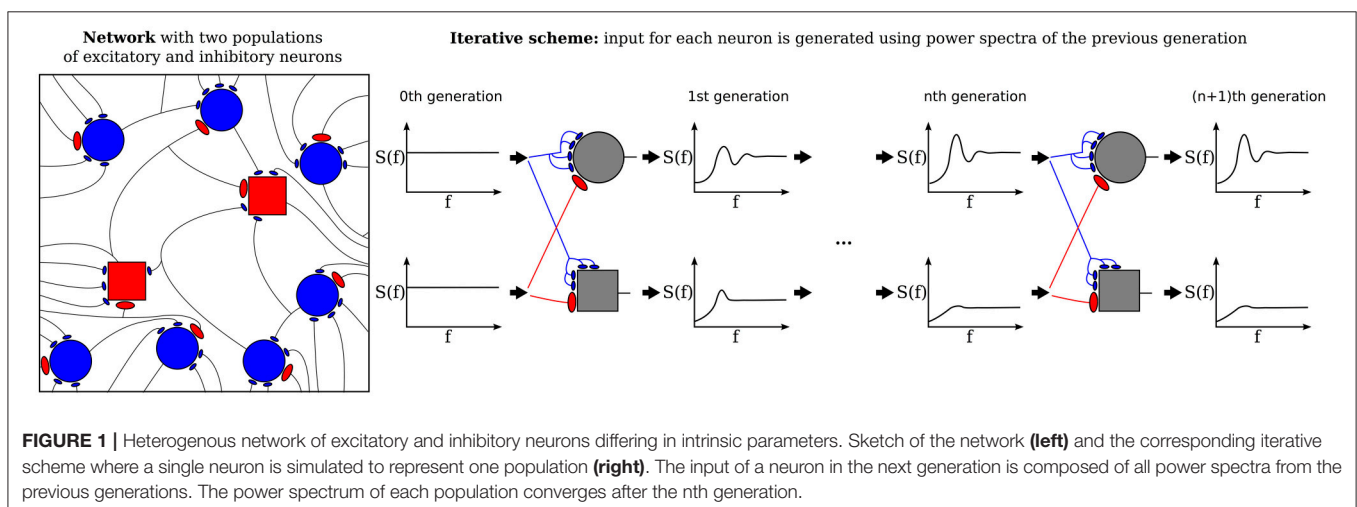 Network with two populations
of excitatory and inhibitory neurons
Iterative scheme: input for each neuron is generated using power spectra of the previous generation
0th generation
1st generation
nth generation
(n+1)th generation
S(f)
f
S(f)
f
S(f)
f
S(f)
f
...
S(f)
f
S(f)
f
S(f)
f
S(f)
f
FIGURE 1 | Heterogenous network of excitatory and inhibitory neurons differing in intrinsic parameters. Sketch of the network (left) and the corresponding iterative
scheme where a single neuron is simulated to represent one population (right). The input of a neuron in the next generation is composed of all power spectra from the
previous generations. The power spectrum of each population converges after the nth generation.